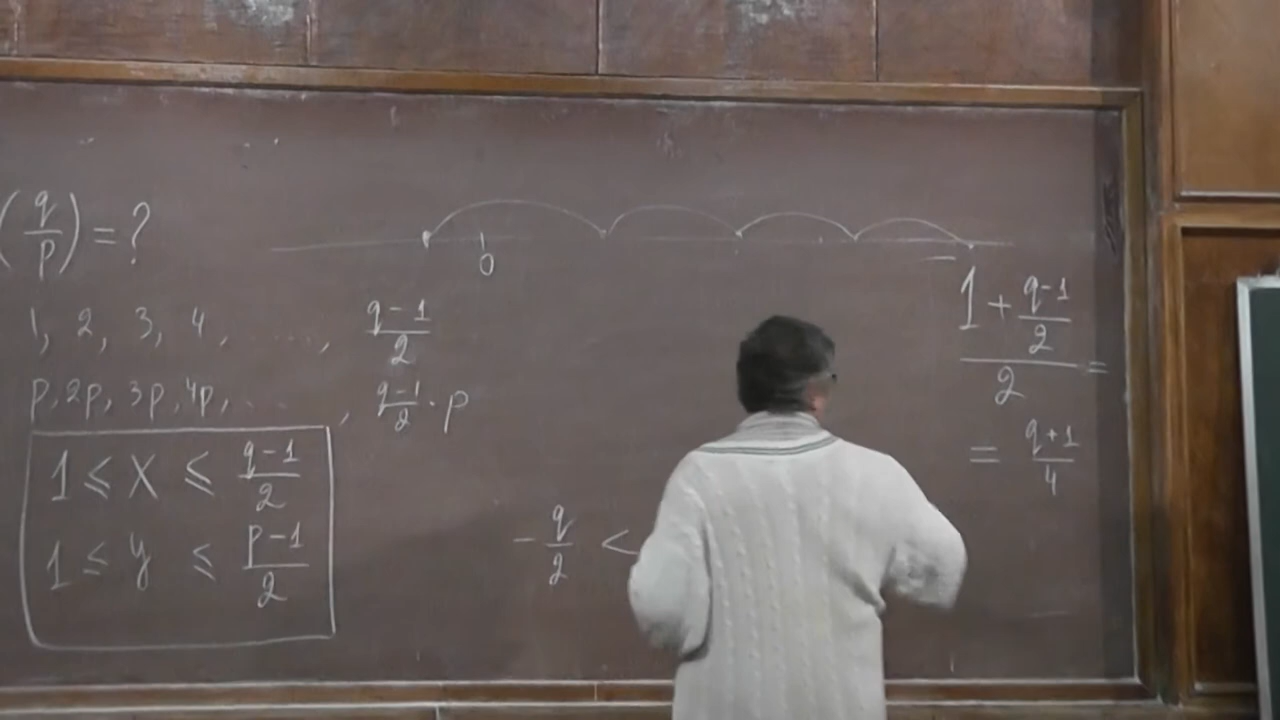 (q/p) = ?
0
1, 2, 3, 4, ....., (q-1)/2
p, 2p, 3p, 4p, ..., (q-1)/2 · p
1 ≤ x ≤ (q-1)/2
1 ≤ y ≤ (p-1)/2
-q/2 <
(1 + (q-1)/2)/2 =
= (q+1)/4